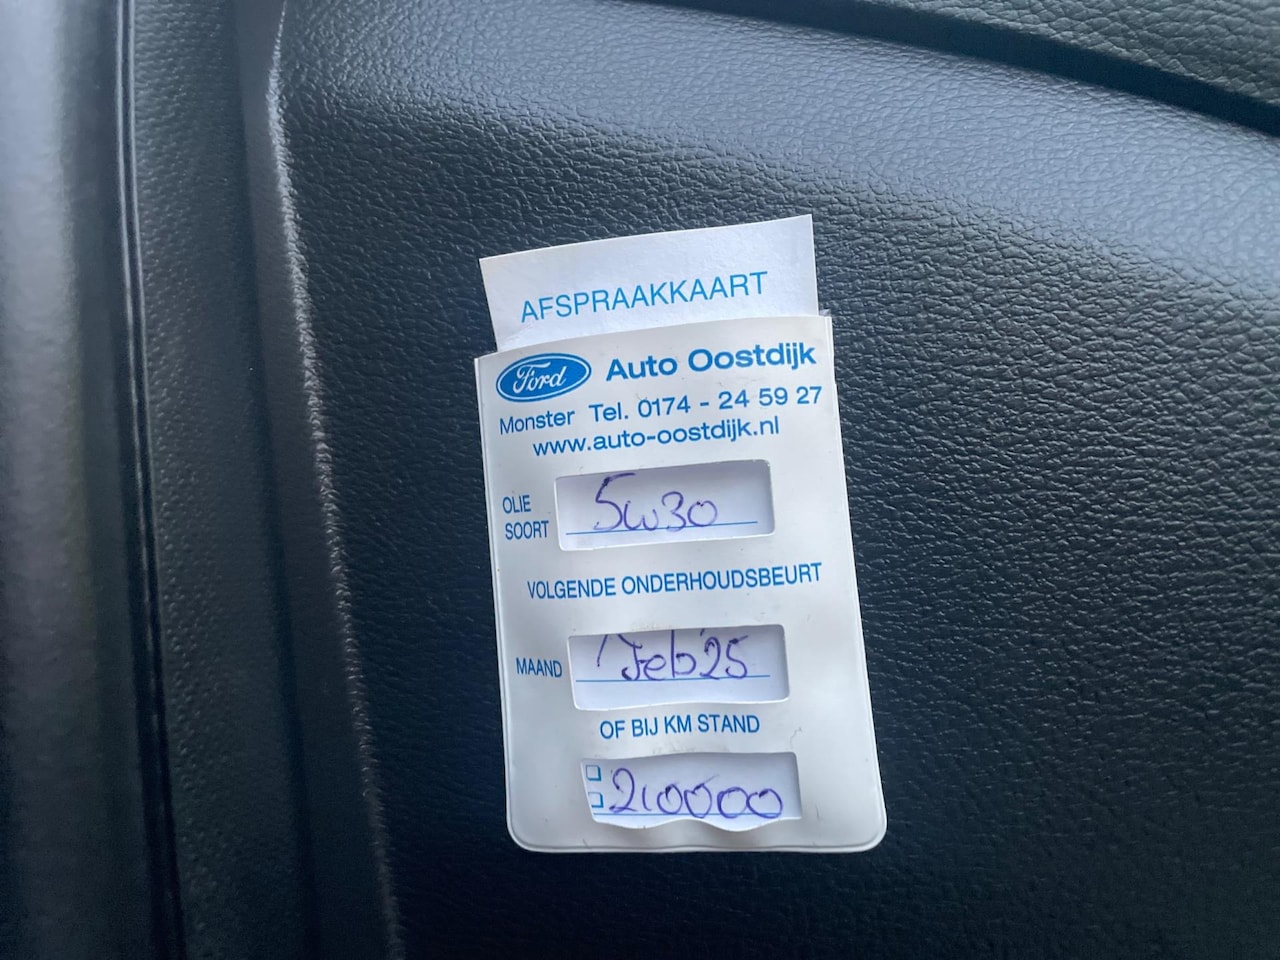 AFSPRAAKKAART
Ford Auto Oostdijk
Monster Tel. 0174 - 24 59 27
www.auto-oostdijk.nl
OLIE
SOORT
5w30
VOLGENDE ONDERHOUDSBEURT
MAAND
Feb'25
OF BIJ KM STAND
210000